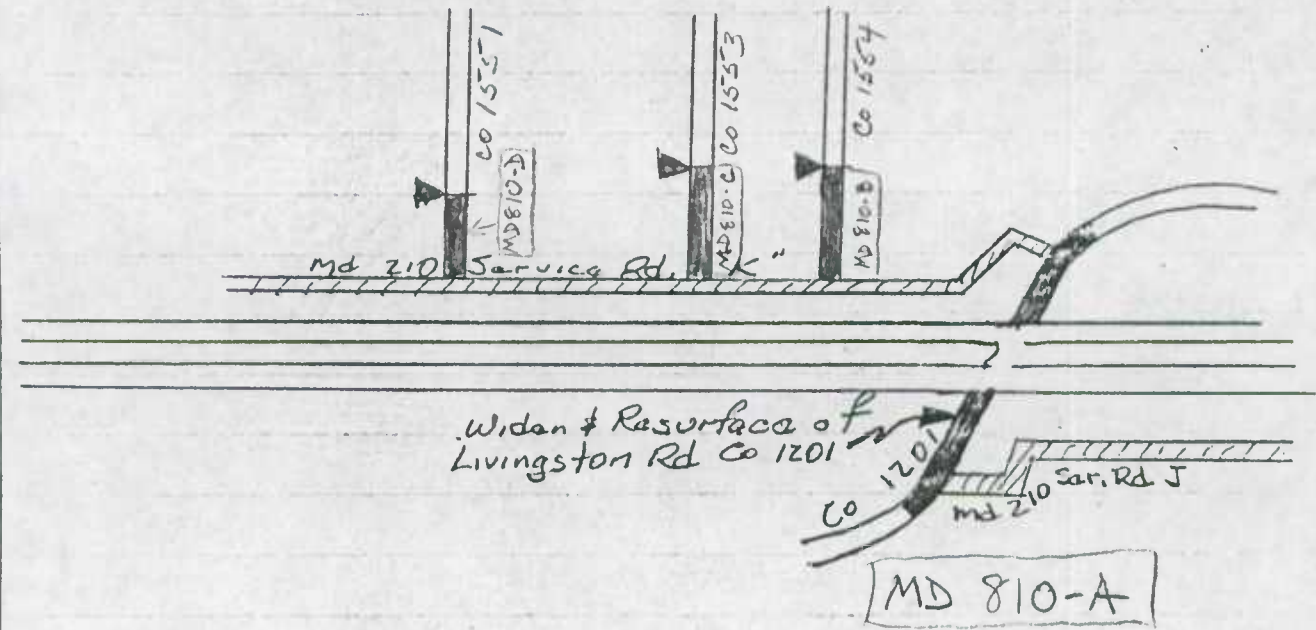 CO 1551
MD810-D
CO 1553
MD810-C
CO 1554
MD 810-B
Md 210 Service Rd. K"
Widen & Resurface of
Livingston Rd Co 1201
CO 1201
Md 210 Ser. Rd J
MD 810-A